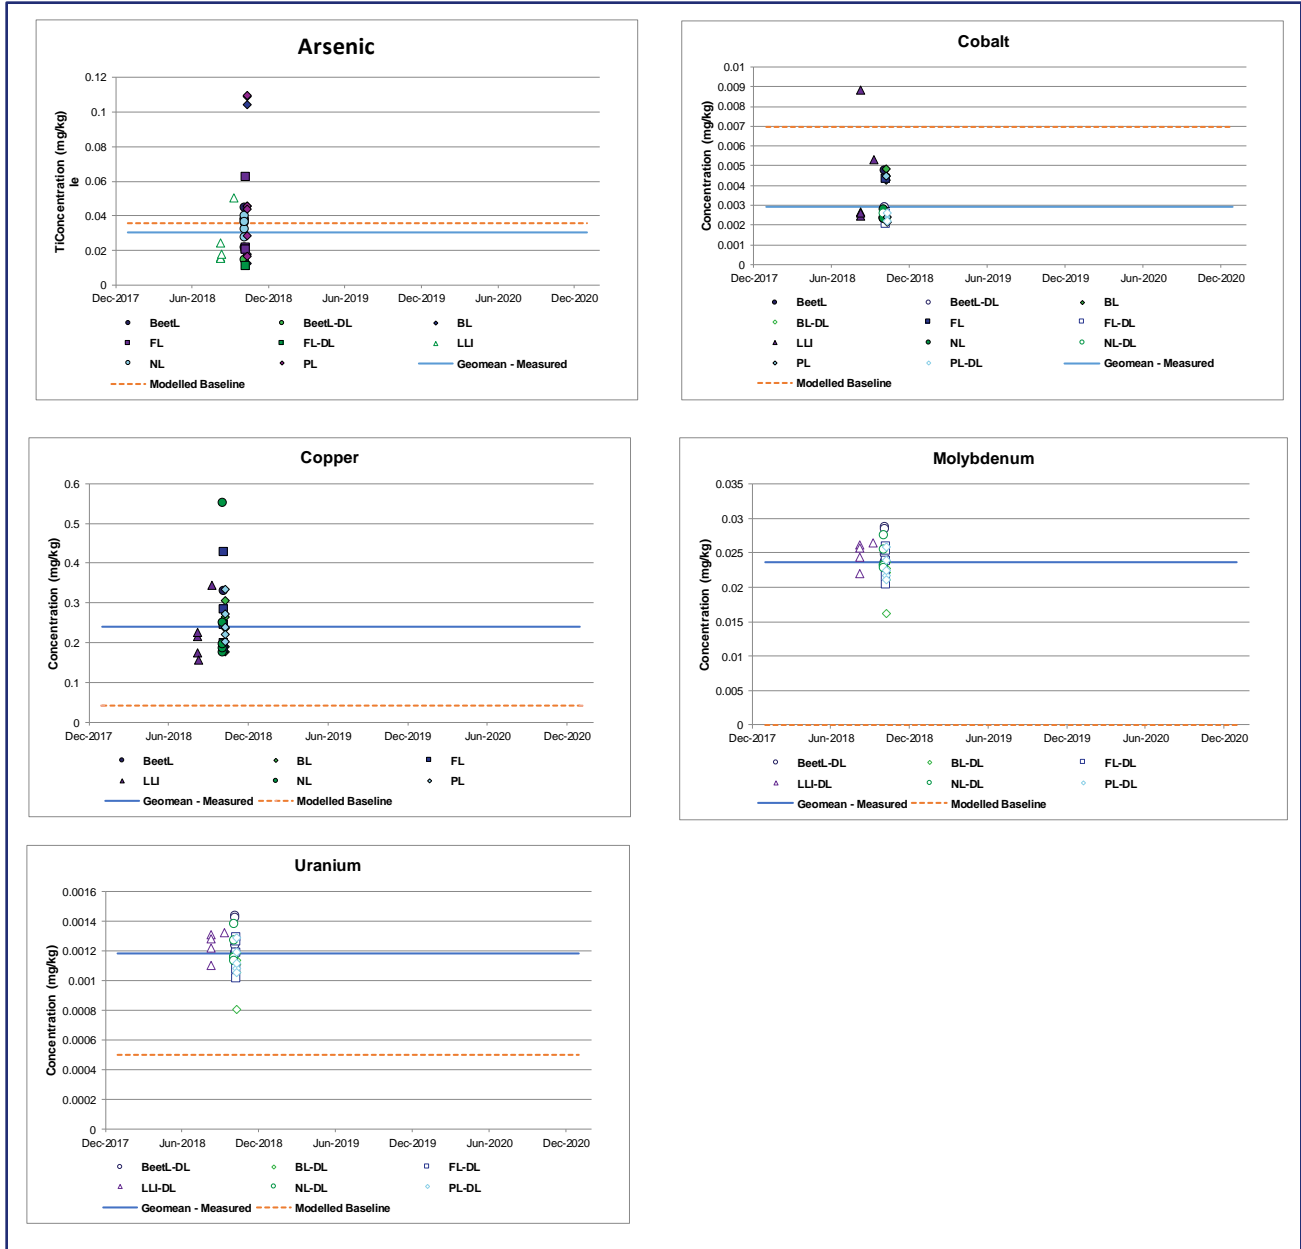 Arsenic
TiConcentration (mg/kg)
le
0.12
0.1
0.08
0.06
0.04
0.02
0
Dec-2017 Jun-2018 Dec-2018 Jun-2019 Dec-2019 Jun-2020 Dec-2020
BeetL BeetL-DL BL
FL FL-DL LLI
NL PL Geomean - Measured
Modelled Baseline
Cobalt
Concentration (mg/kg)
0.01
0.009
0.008
0.007
0.006
0.005
0.004
0.003
0.002
0.001
0
Dec-2017 Jun-2018 Dec-2018 Jun-2019 Dec-2019 Jun-2020 Dec-2020
BeetL BeetL-DL BL
BL-DL FL FL-DL
LLI NL NL-DL
PL PL-DL Geomean - Measured
Modelled Baseline
Copper
Concentration (mg/kg)
0.6
0.5
0.4
0.3
0.2
0.1
0
Dec-2017 Jun-2018 Dec-2018 Jun-2019 Dec-2019 Jun-2020 Dec-2020
BeetL BL FL
LLI NL PL
Geomean - Measured Modelled Baseline
Molybdenum
Concentration (mg/kg)
0.035
0.03
0.025
0.02
0.015
0.01
0.005
0
Dec-2017 Jun-2018 Dec-2018 Jun-2019 Dec-2019 Jun-2020 Dec-2020
BeetL-DL BL-DL FL-DL
LLI-DL NL-DL PL-DL
Geomean - Measured Modelled Baseline
Uranium
Concentration (mg/kg)
0.0016
0.0014
0.0012
0.001
0.0008
0.0006
0.0004
0.0002
0
Dec-2017 Jun-2018 Dec-2018 Jun-2019 Dec-2019 Jun-2020 Dec-2020
BeetL-DL BL-DL FL-DL
LLI-DL NL-DL PL-DL
Geomean - Measured Modelled Baseline